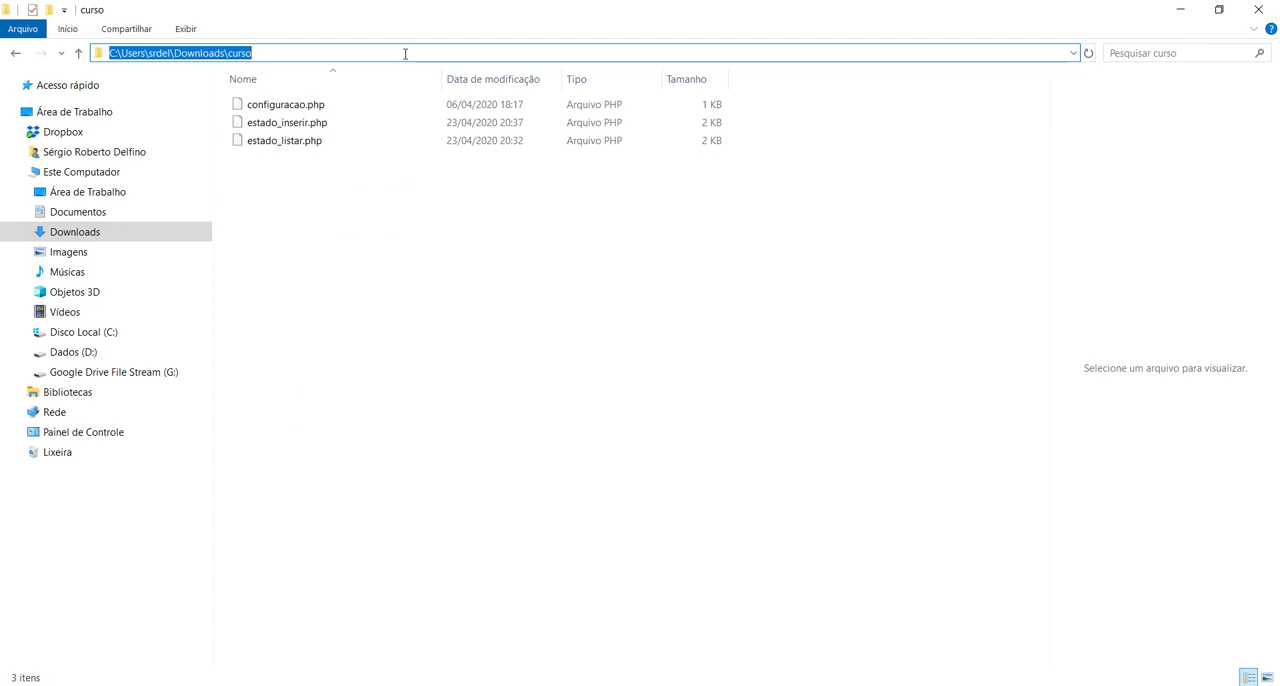 curso
Arquivo Início Compartilhar Exibir
C:\Users\srdel\Downloads\curso
Pesquisar curso
Acesso rápido
Área de Trabalho
Dropbox
Sérgio Roberto Delfino
Este Computador
Área de Trabalho
Documentos
Downloads
Imagens
Músicas
Objetos 3D
Vídeos
Disco Local (C:)
Dados (D:)
Google Drive File Stream (G:)
Bibliotecas
Rede
Painel de Controle
Lixeira
Nome Data de modificação Tipo Tamanho
configuracao.php 06/04/2020 18:17 Arquivo PHP 1 KB
estado_inserir.php 23/04/2020 20:37 Arquivo PHP 2 KB
estado_listar.php 23/04/2020 20:32 Arquivo PHP 2 KB
Selecione um arquivo para visualizar.
3 itens